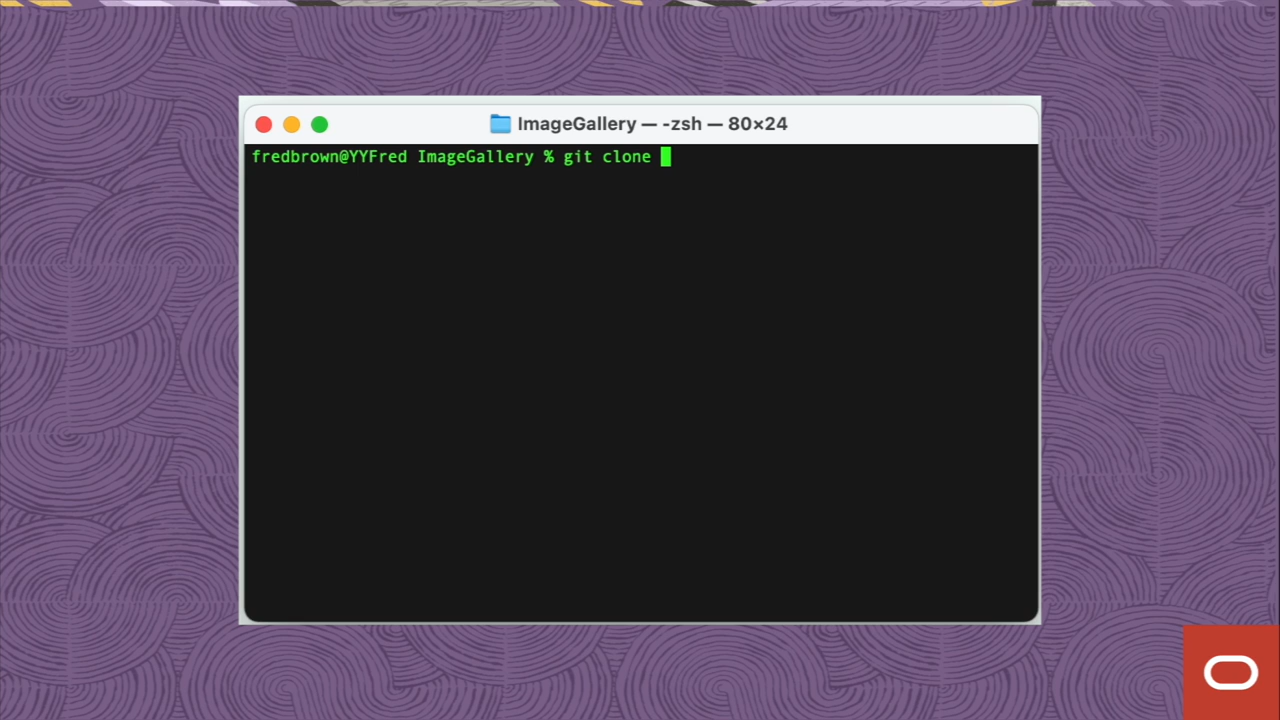 ImageGallery — -zsh — 80×24
fredbrown@YYFred ImageGallery % git clone